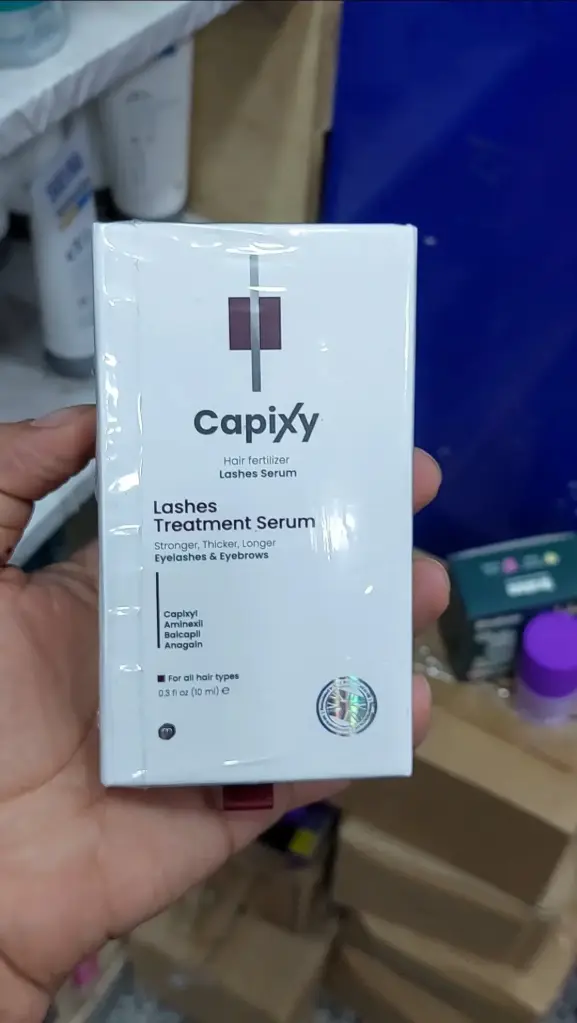 Capixy
Hair fertilizer
Lashes Serum
Lashes
Treatment Serum
Stronger, Thicker, Longer
Eyelashes & Eyebrows
Capixyl
Aminexil
Baicapil
Anagain
For all hair types
0.3 fl oz (10 ml) ℮
m